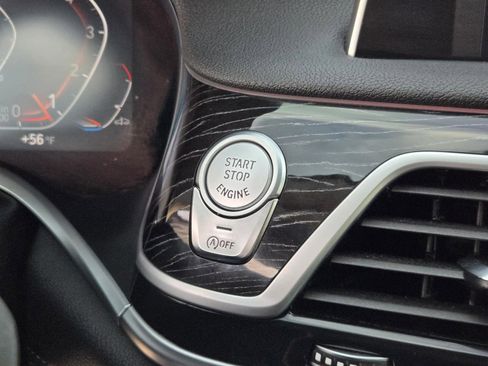 3
2
1
0
+56°F
START
STOP
ENGINE
OFF